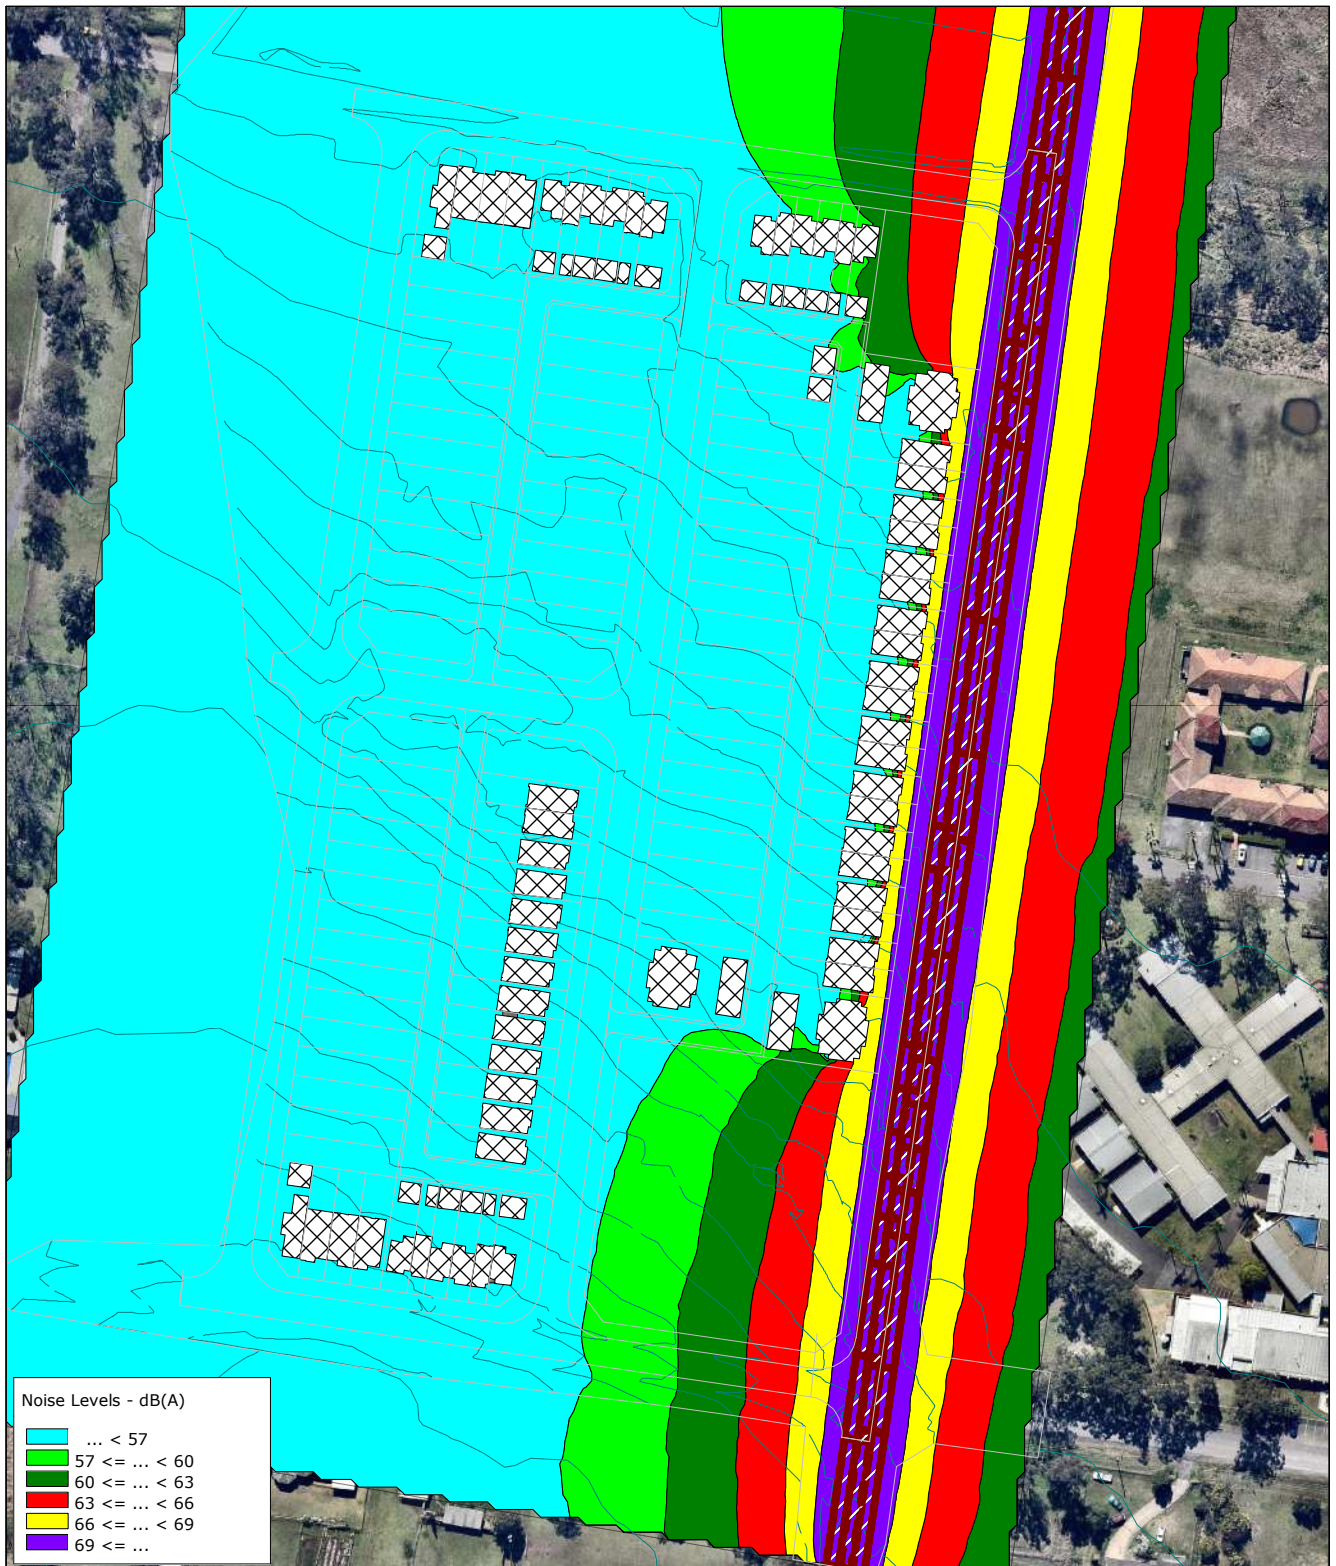 Noise Levels - dB(A)
... < 57
57 <= ... < 60
60 <= ... < 63
63 <= ... < 66
66 <= ... < 69
69 <= ...